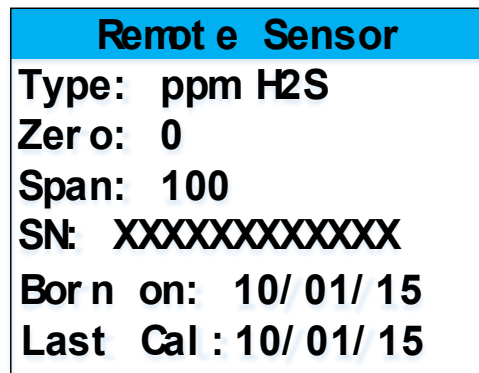 Remote Sensor
Type: ppm H2S
Zero: 0
Span: 100
SN: XXXXXXXXXXXX
Born on: 10/01/15
Last Cal: 10/01/15